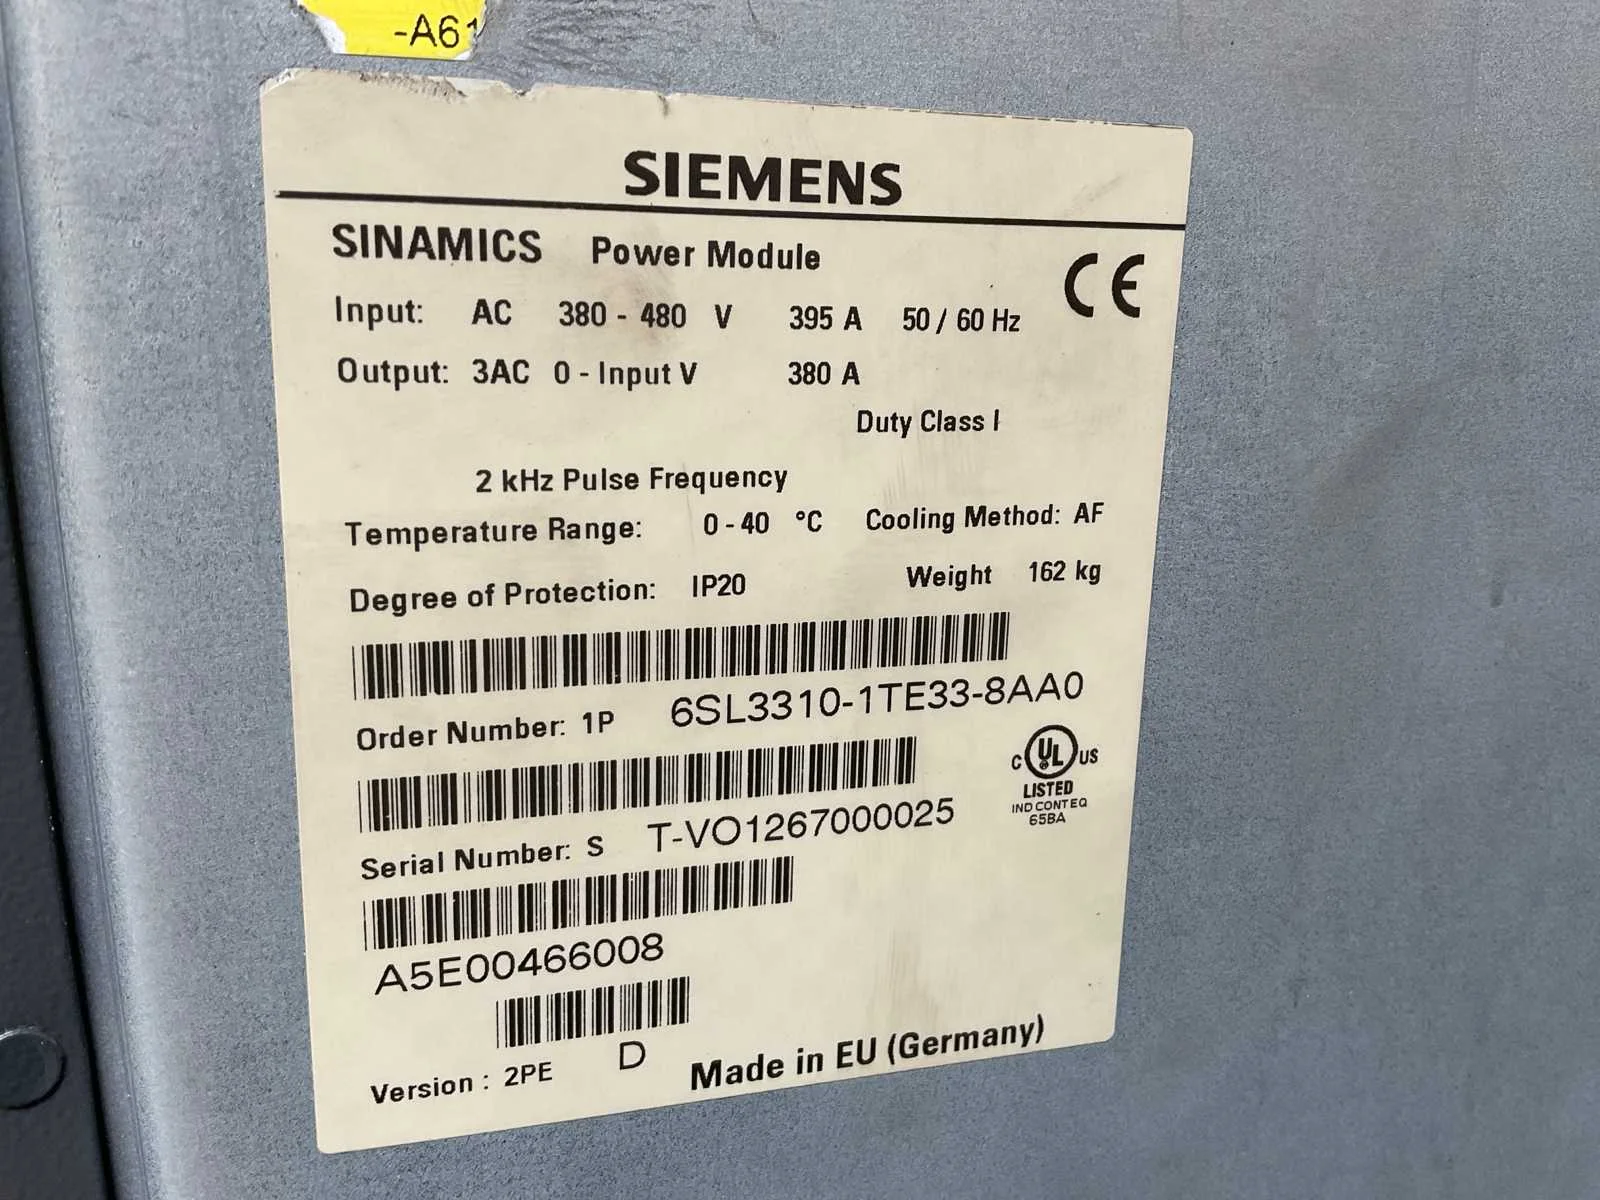 -A61
SIEMENS
SINAMICS Power Module
CE
Input: AC 380 - 480 V 395 A 50 / 60 Hz
Output: 3AC 0 - Input V 380 A
Duty Class I
2 kHz Pulse Frequency
Temperature Range: 0 - 40 °C Cooling Method: AF
Degree of Protection: IP20 Weight 162 kg
Order Number: 1P 6SL3310-1TE33-8AA0
C UL US
LISTED
IND CONT EQ
65BA
Serial Number: S T-VO1267000025
A5E00466008
Version : 2PE D Made in EU (Germany)